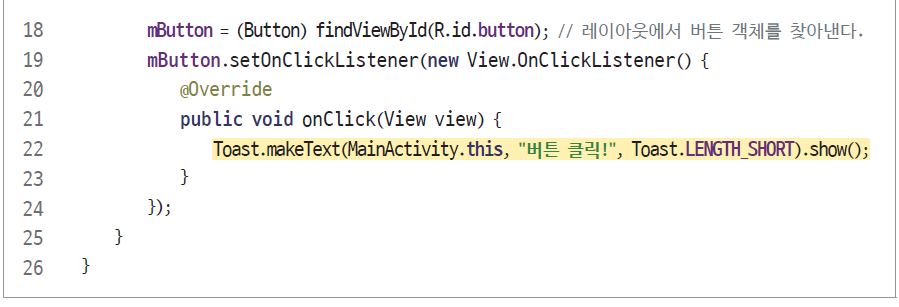 18 mButton = (Button) findViewById(R.id.button); // 레이아웃에서 버튼 객체를 찾아낸다.
19 mButton.setOnClickListener(new View.OnClickListener() {
20 @Override
21 public void onClick(View view) {
22 Toast.makeText(MainActivity.this, "버튼 클릭!", Toast.LENGTH_SHORT).show();
23 }
24 });
25 }
26 }